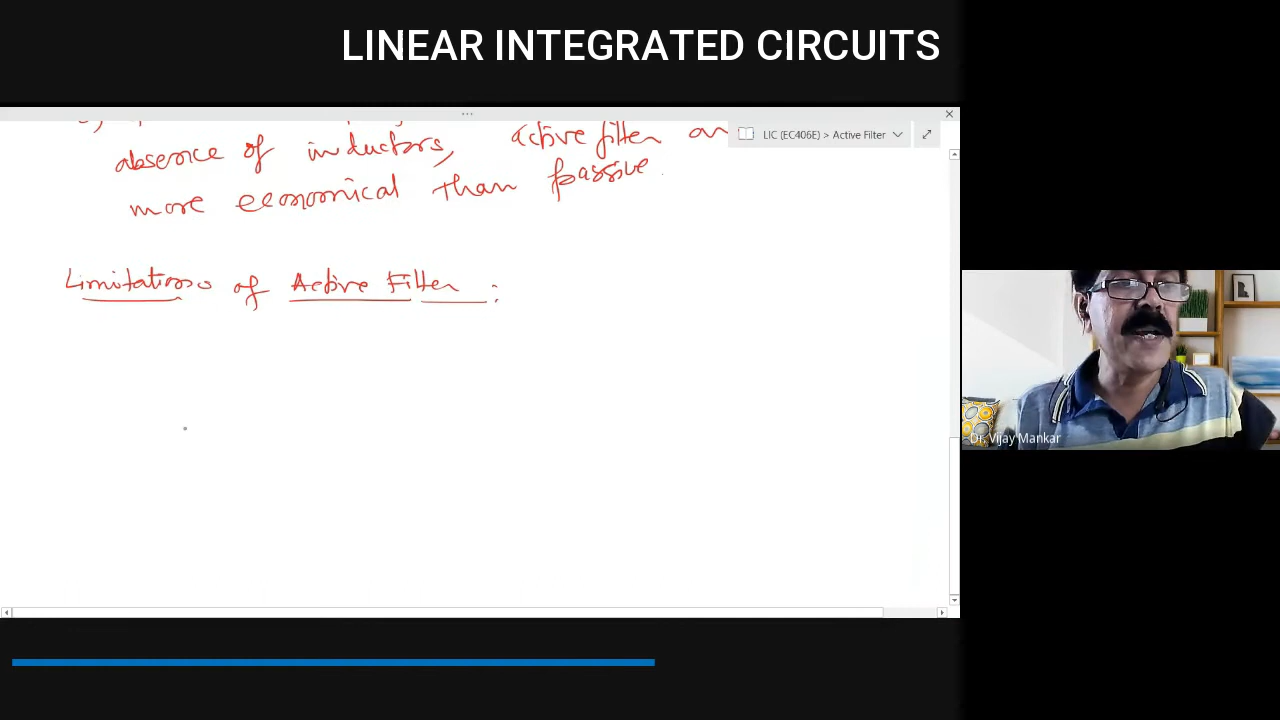 LINEAR INTEGRATED CIRCUITS
LIC (EC406E) > Active Filter
absence of inductors, active filter
more economical than passive
Limitations of Active Filter :
Dr. Vijay Mankar